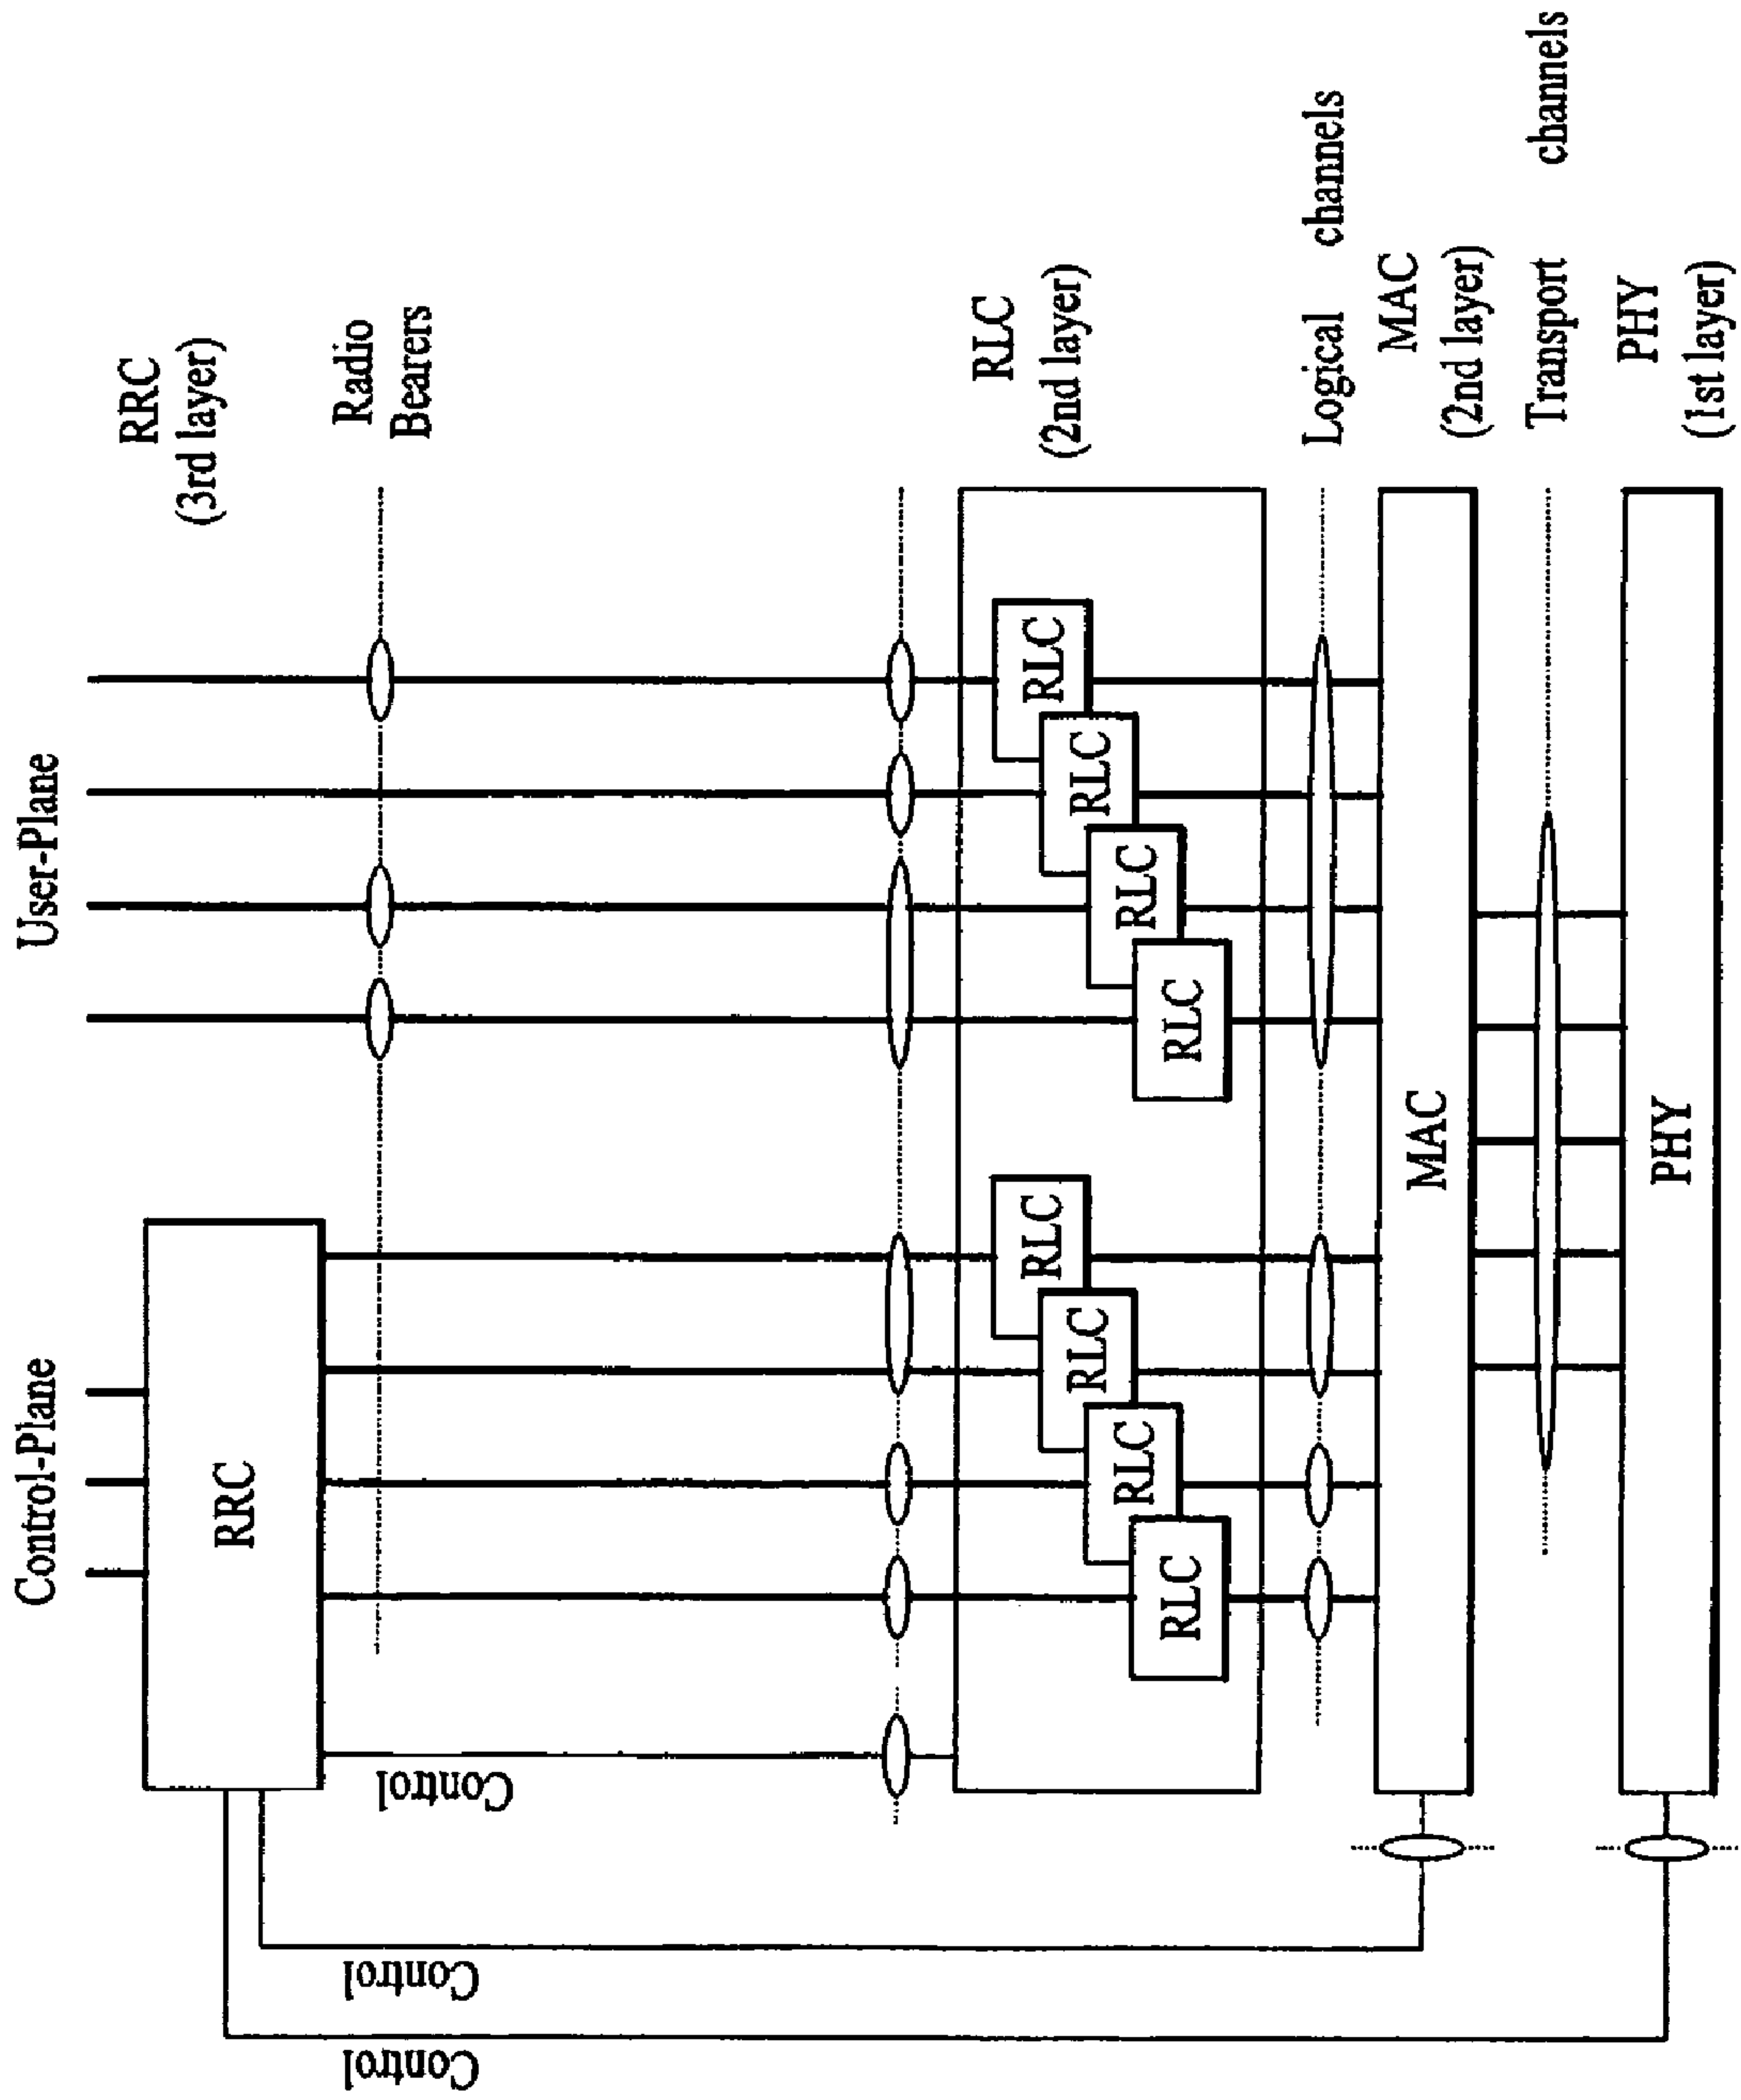 Control-Plane
User-Plane
RRC
(3rd layer)
RRC
Radio
Bearers
Control
Control
Control
RLC
(2nd layer)
RLC
RLC
RLC
RLC
RLC
RLC
RLC
RLC
Logical channels
MAC
MAC
(2nd layer)
Transport channels
PHY
PHY
(1st layer)